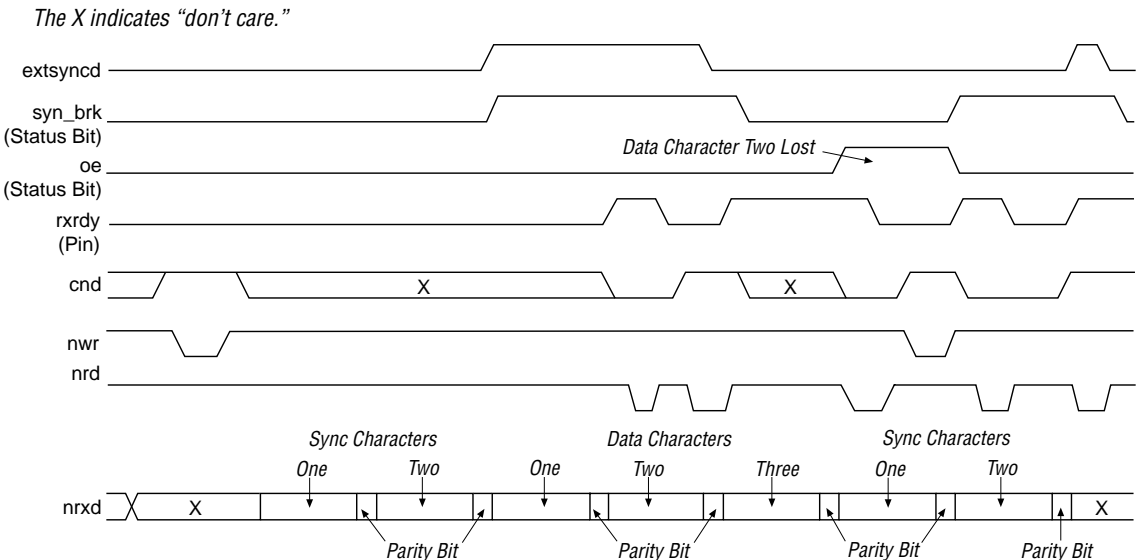 The X indicates “don’t care.”
extsyncd
syn_brk
(Status Bit)
Data Character Two Lost
oe
(Status Bit)
rxrdy
(Pin)
cnd
X
X
nwr
nrd
Sync Characters
Data Characters
Sync Characters
One
Two
One
Two
Three
One
Two
nrxd
X
X
Parity Bit
Parity Bit
Parity Bit
Parity Bit